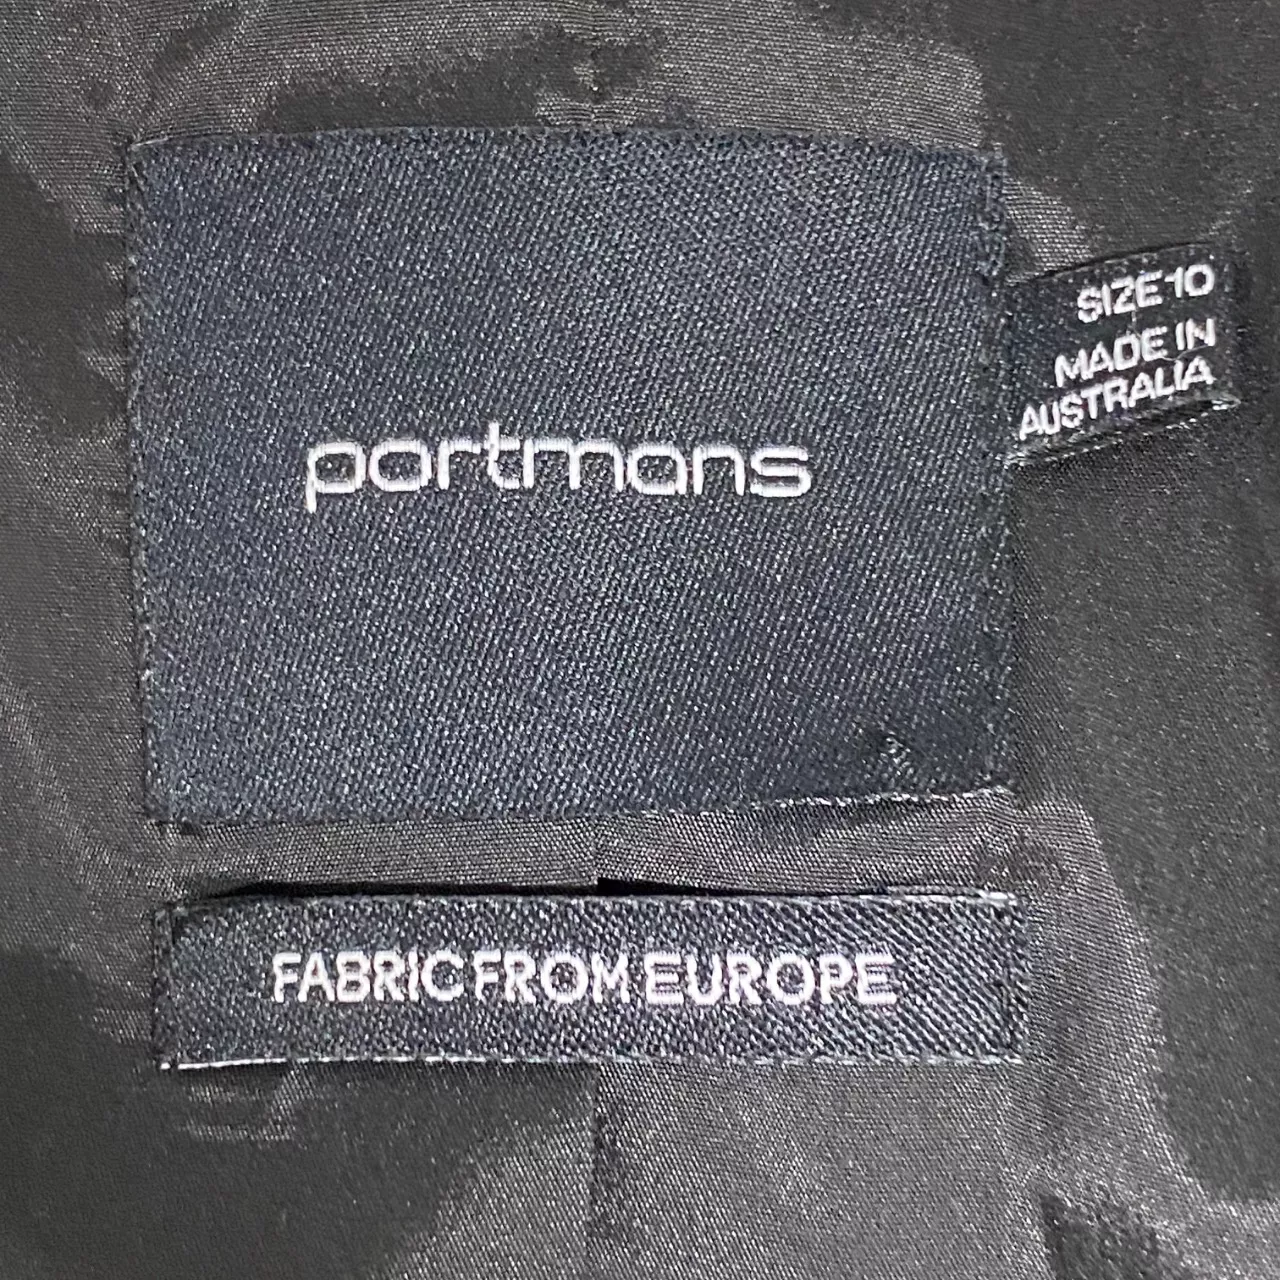 portmans
SIZE 10
MADE IN
AUSTRALIA
FABRIC FROM EUROPE